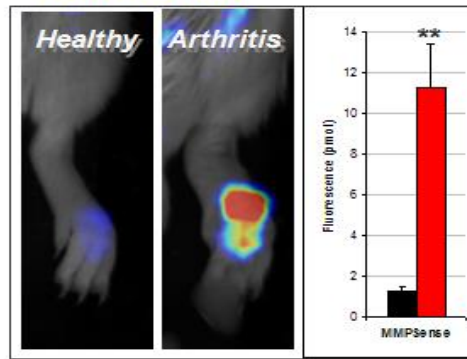 Healthy
Arthritis
**
Fluorescence (pmol)
14
12
10
8
6
4
2
0
MMPSense